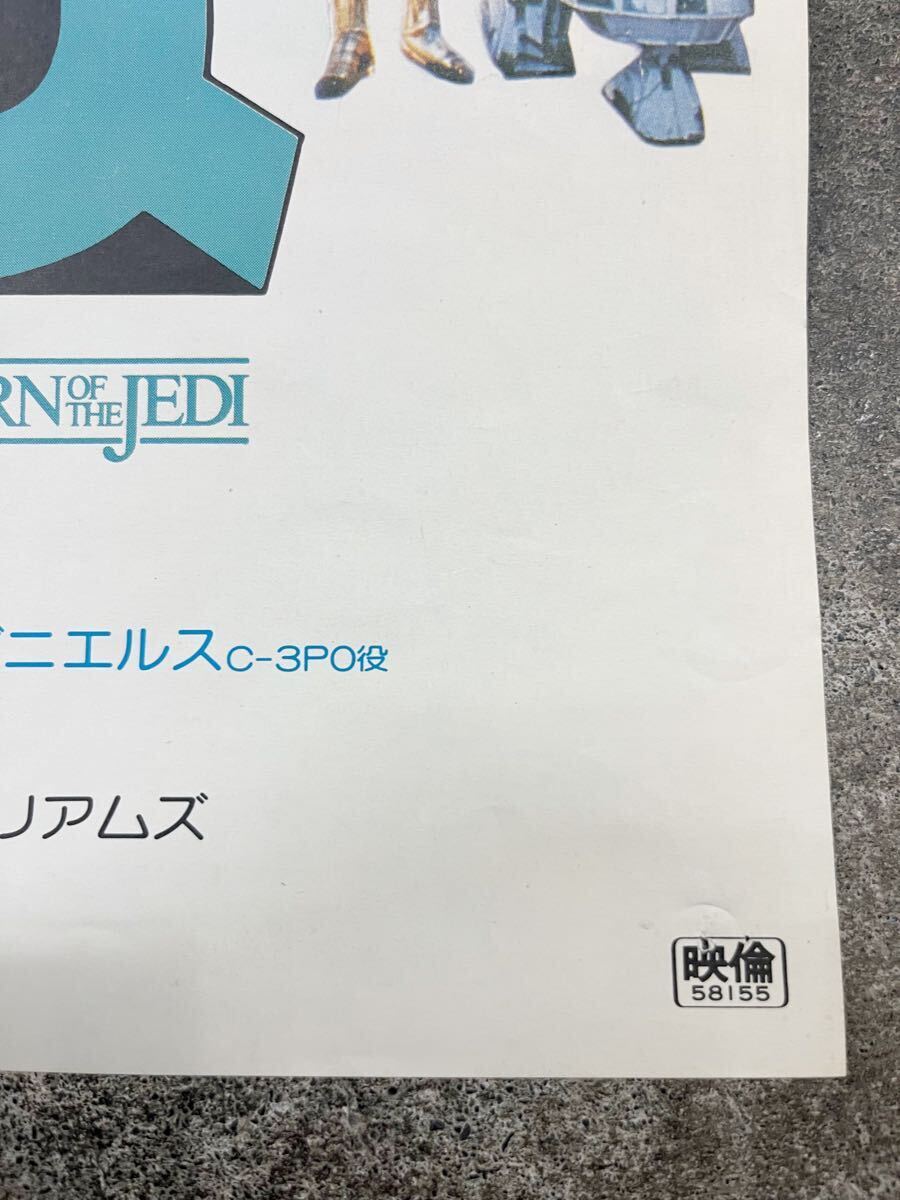 RN OF THE JEDI
ニエルス C-3PO役
リアムズ
映倫
58155